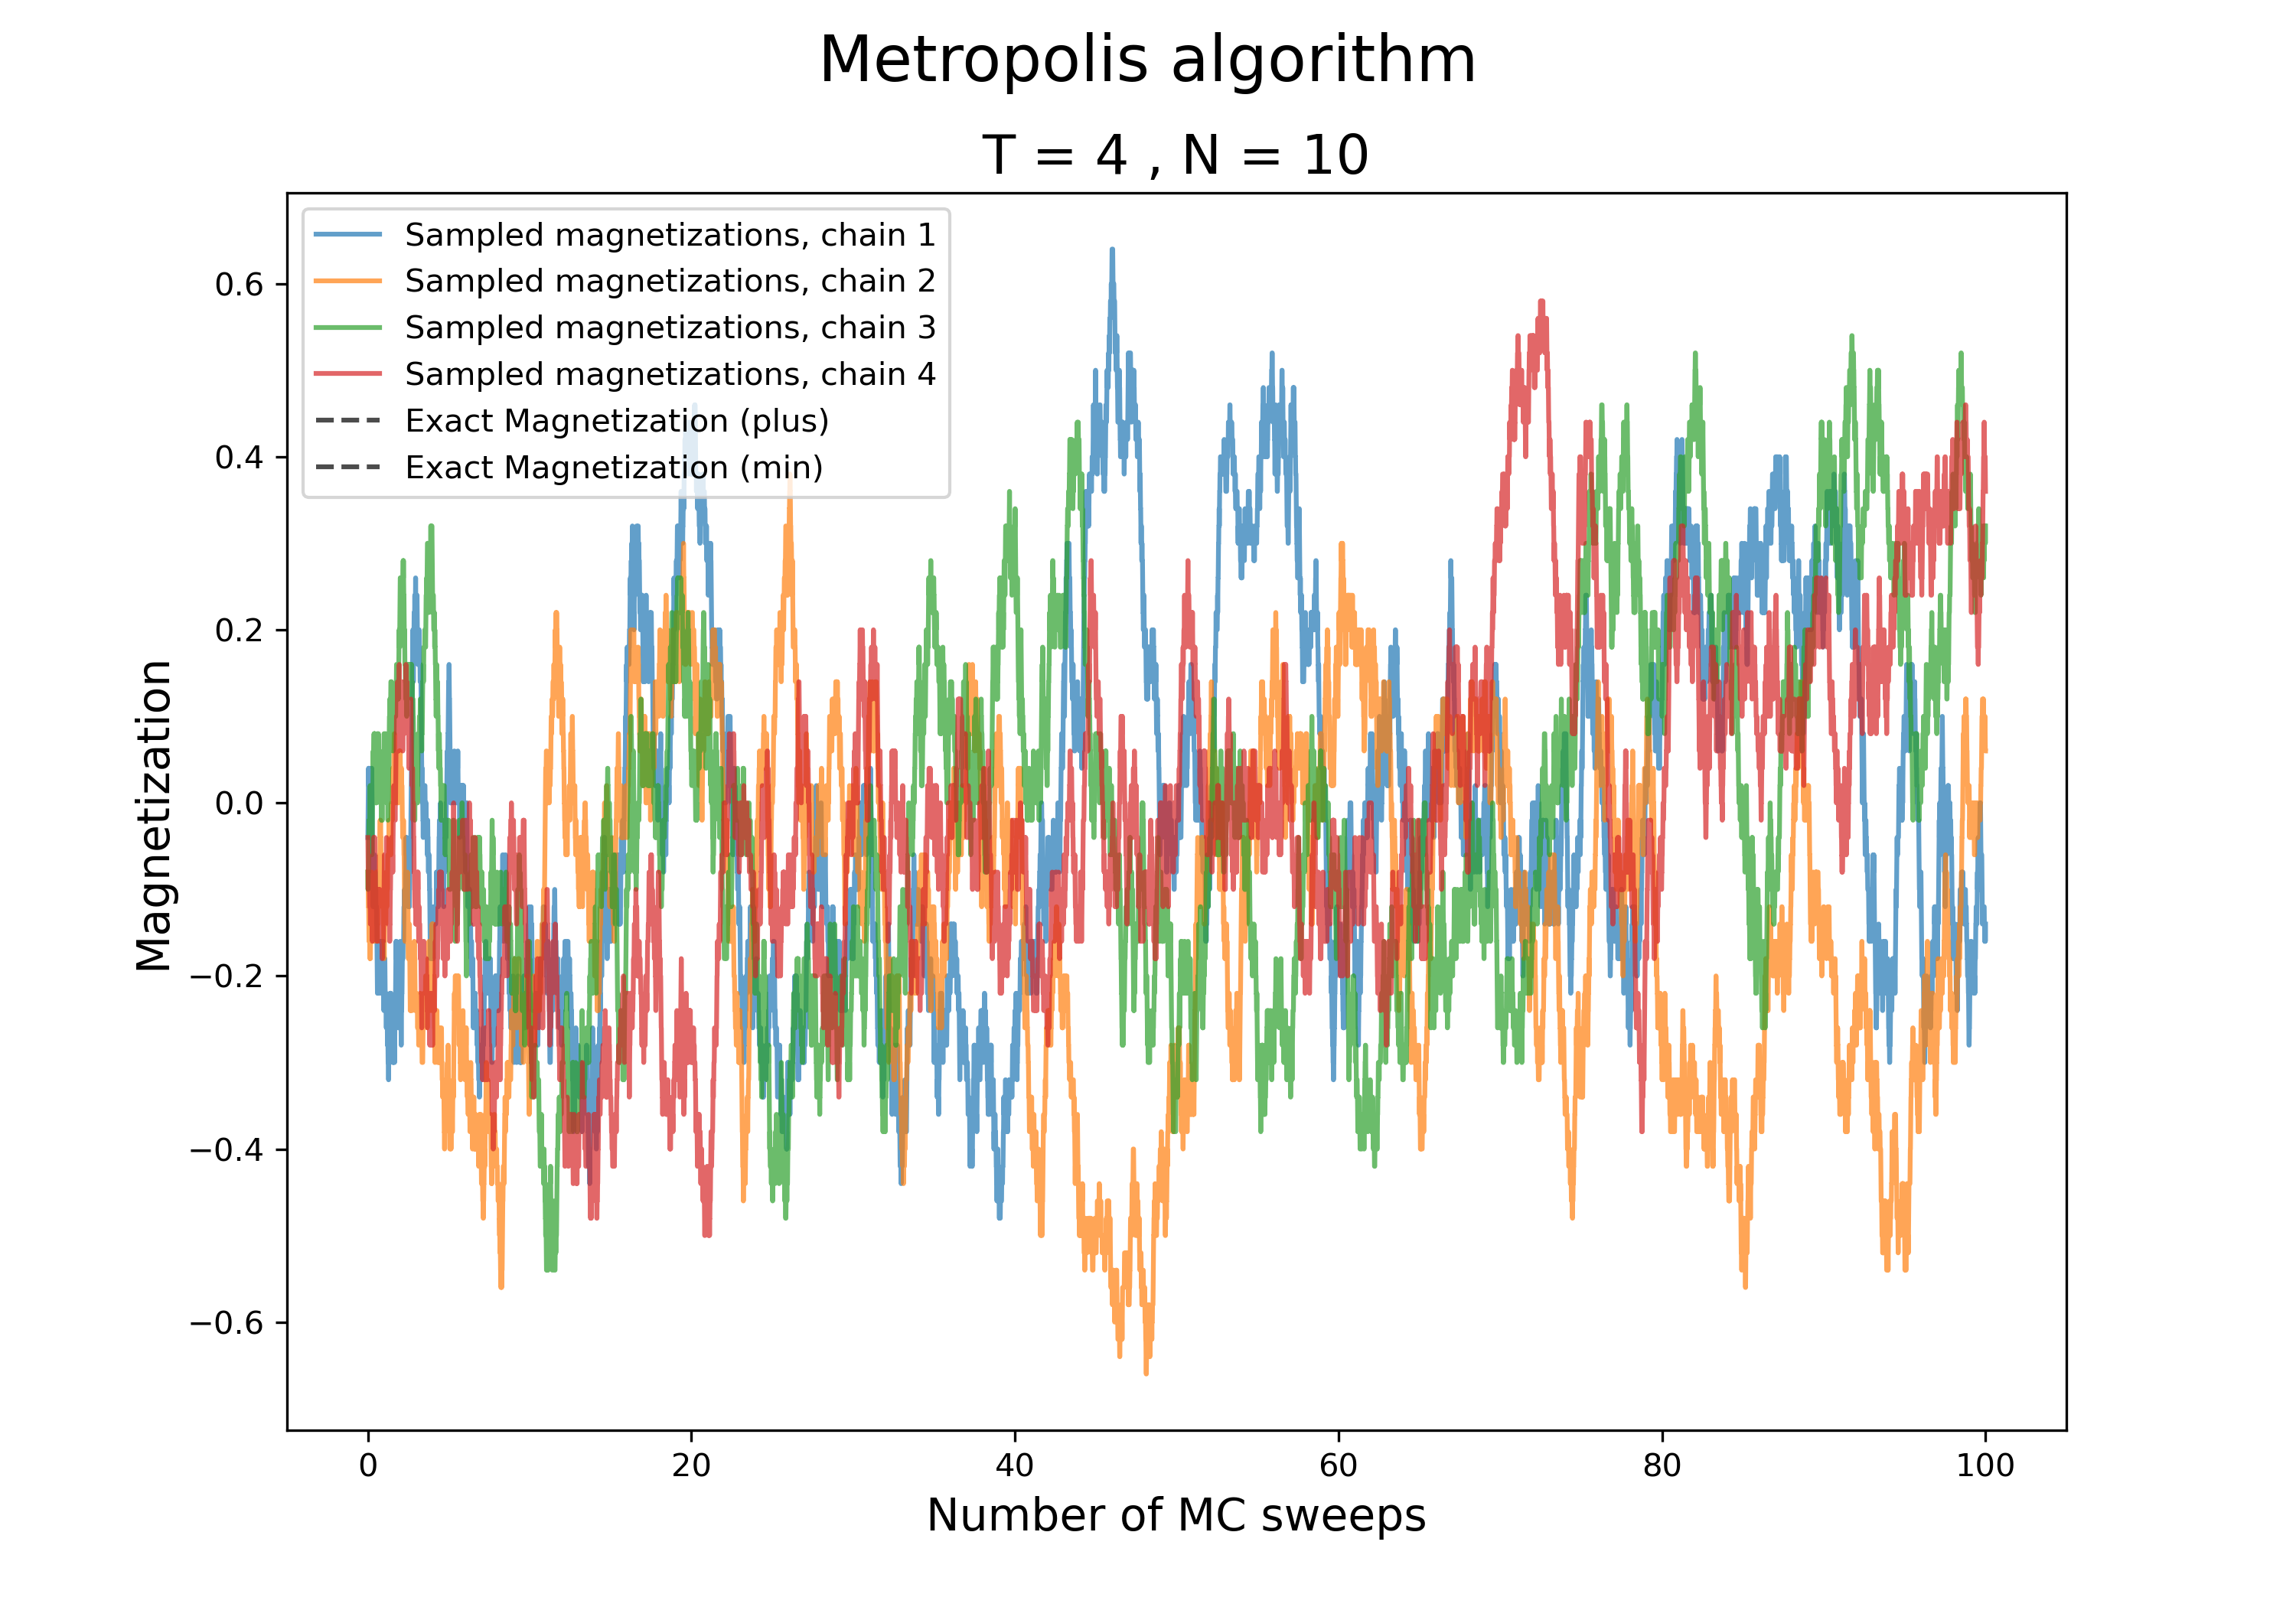 Metropolis algorithm
T = 4 , N = 10
Sampled magnetizations, chain 1
Sampled magnetizations, chain 2
Sampled magnetizations, chain 3
Sampled magnetizations, chain 4
Exact Magnetization (plus)
Exact Magnetization (min)
0.6
0.4
0.2
0.0
−0.2
−0.4
−0.6
Magnetization
0 20 40 60 80 100
Number of MC sweeps